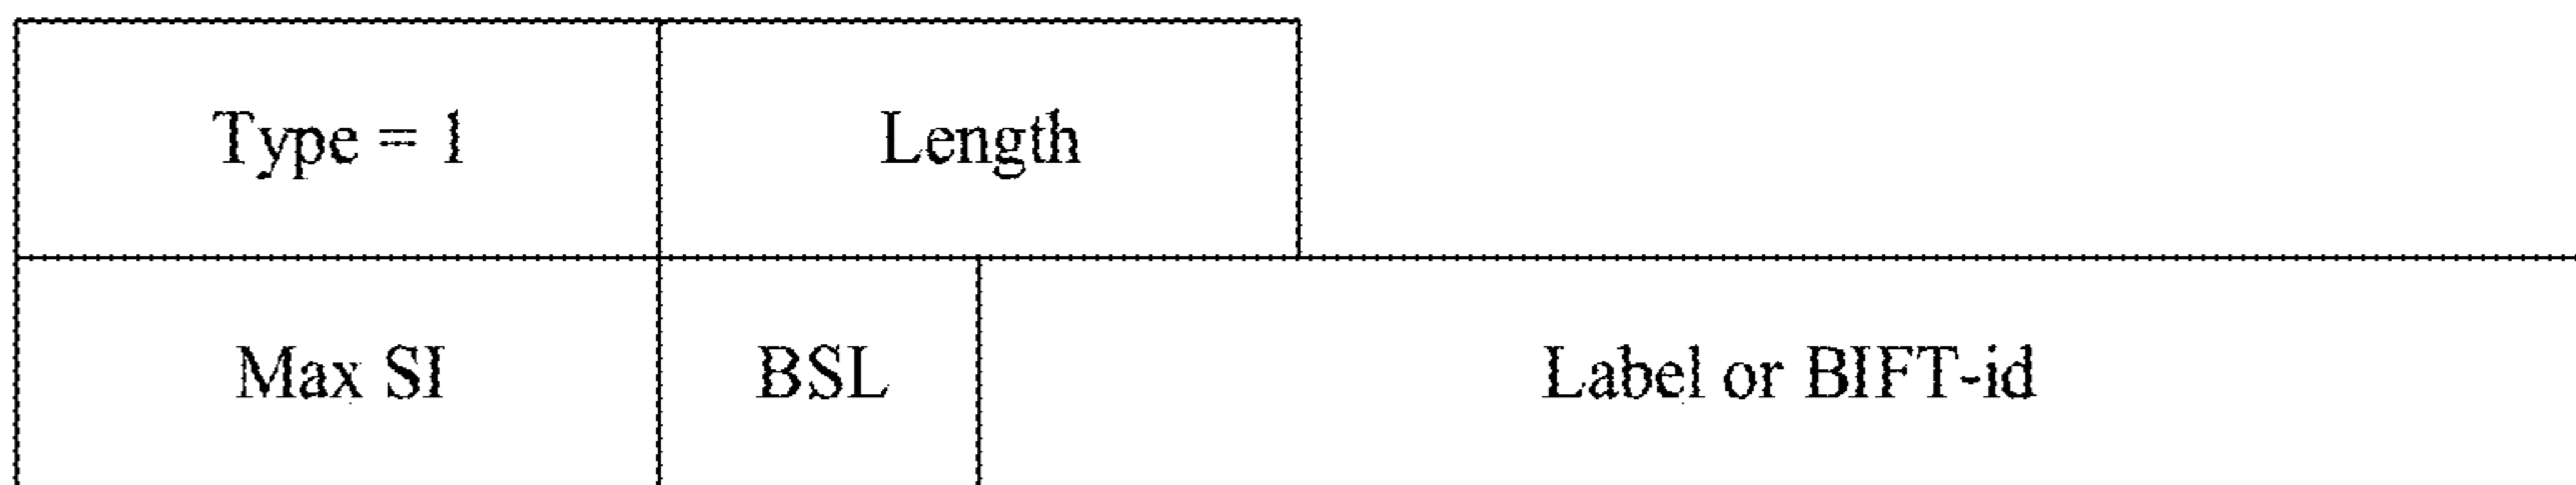 Type = 1 Length
Max SI BSL Label or BIFT-id